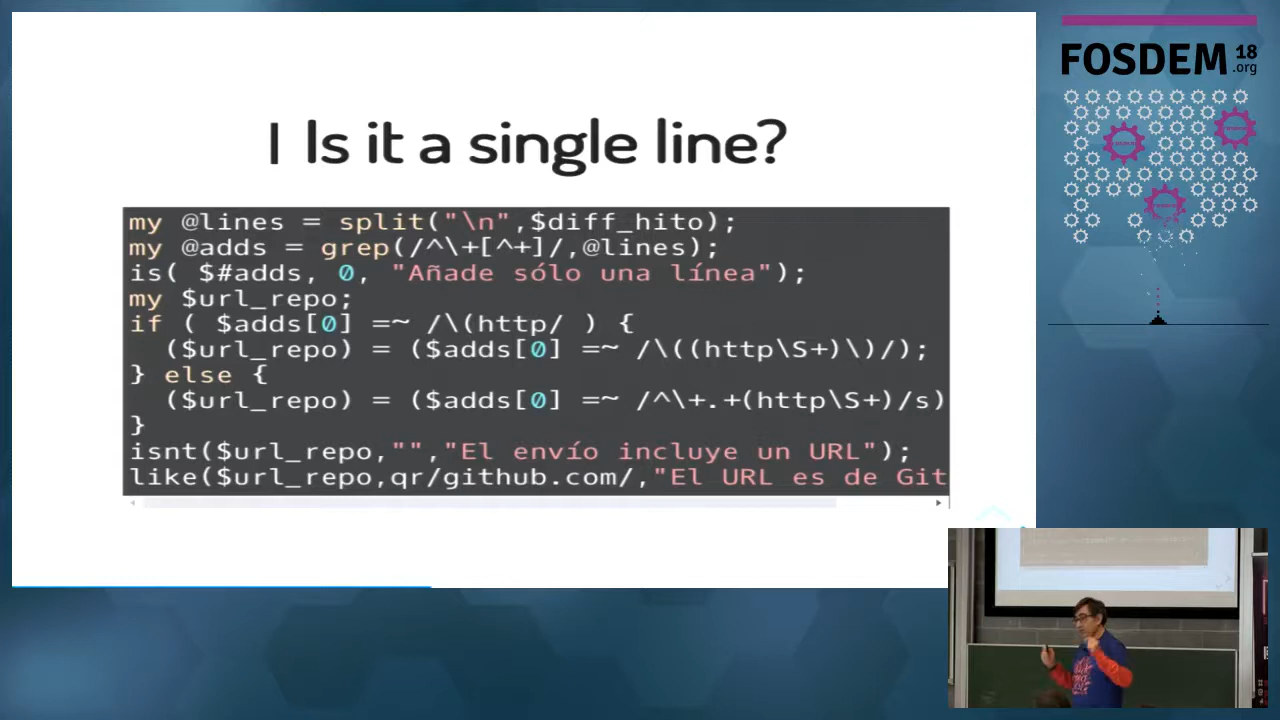 FOSDEM 18
.org
| Is it a single line?
my @lines = split("\n",$diff_hito);
my @adds = grep(/^\+[^+]/,@lines);
is( $#adds, 0, "Añade sólo una línea");
my $url_repo;
if ( $adds[0] =~ /\(http/ ) {
  ($url_repo) = ($adds[0] =~ /\((http\S+)\)/);
} else {
  ($url_repo) = ($adds[0] =~ /^\+.+(http\S+)/s)
}
isnt($url_repo,"","El envío incluye un URL");
like($url_repo,qr/github.com/,"El URL es de Git